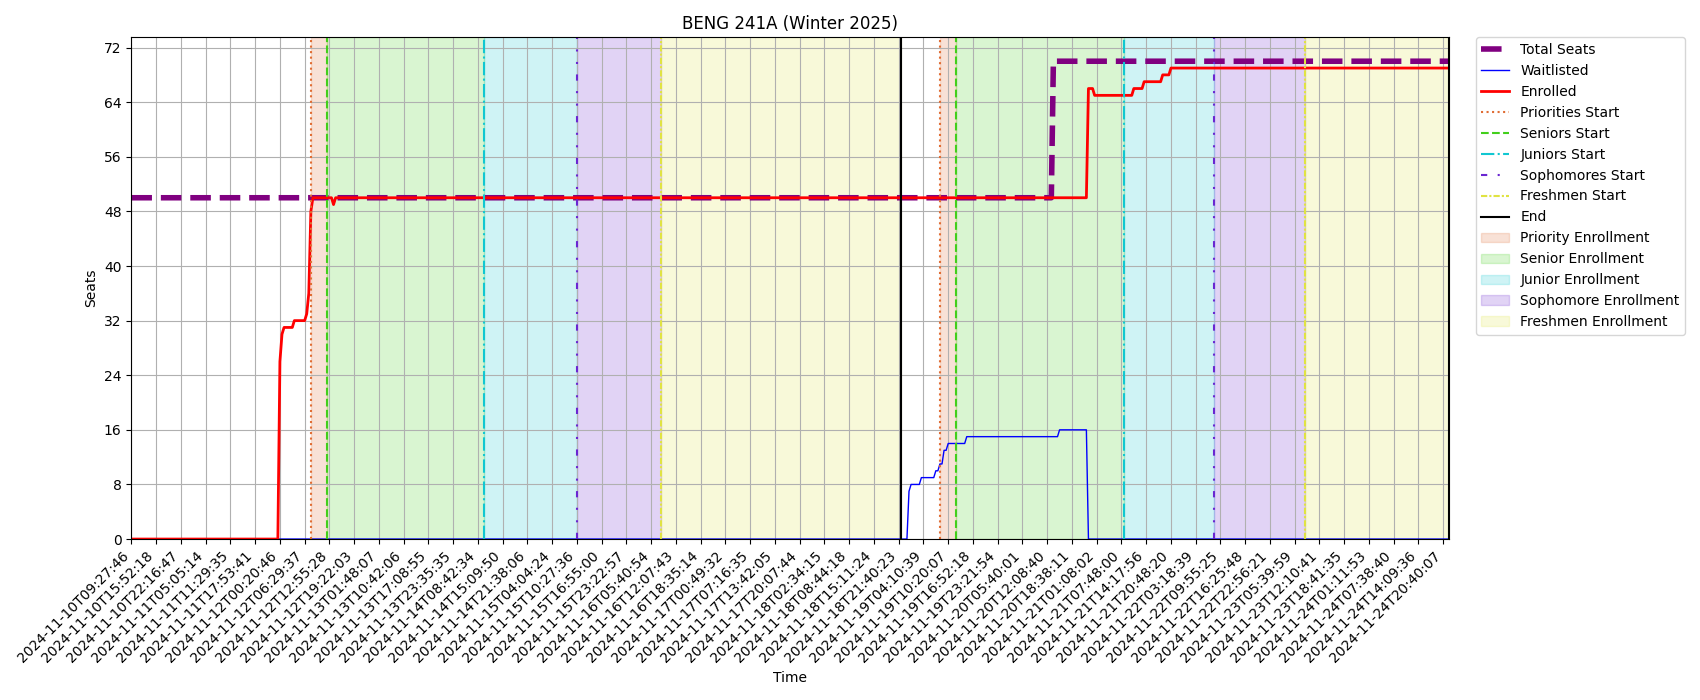 BENG 241A (Winter 2025)
Seats
72
64
56
48
40
32
24
16
8
0
2024-11-10T09:27:46
2024-11-10T15:52:18
2024-11-10T22:16:47
2024-11-11T05:05:14
2024-11-11T11:29:35
2024-11-11T17:53:41
2024-11-12T00:20:46
2024-11-12T06:29:37
2024-11-12T12:55:28
2024-11-12T19:22:03
2024-11-13T01:48:07
2024-11-13T10:42:06
2024-11-13T17:08:55
2024-11-13T23:35:35
2024-11-14T08:42:34
2024-11-14T15:09:50
2024-11-14T21:38:06
2024-11-15T04:04:24
2024-11-15T10:27:36
2024-11-15T16:55:00
2024-11-15T23:22:57
2024-11-16T05:40:54
2024-11-16T12:07:43
2024-11-16T18:35:14
2024-11-17T00:49:32
2024-11-17T07:16:35
2024-11-17T13:42:05
2024-11-17T20:07:44
2024-11-18T02:34:15
2024-11-18T08:44:18
2024-11-18T15:11:24
2024-11-18T21:40:23
2024-11-19T04:10:39
2024-11-19T10:20:07
2024-11-19T16:52:18
2024-11-19T23:21:54
2024-11-20T05:40:01
2024-11-20T12:08:40
2024-11-20T18:38:11
2024-11-21T01:08:02
2024-11-21T07:48:00
2024-11-21T14:17:56
2024-11-21T20:48:20
2024-11-22T03:18:39
2024-11-22T09:55:25
2024-11-22T16:25:48
2024-11-22T22:56:21
2024-11-23T05:39:59
2024-11-23T12:10:41
2024-11-23T18:41:35
2024-11-24T01:11:53
2024-11-24T07:38:40
2024-11-24T14:09:36
2024-11-24T20:40:07
Time
Total Seats
Waitlisted
Enrolled
Priorities Start
Seniors Start
Juniors Start
Sophomores Start
Freshmen Start
End
Priority Enrollment
Senior Enrollment
Junior Enrollment
Sophomore Enrollment
Freshmen Enrollment